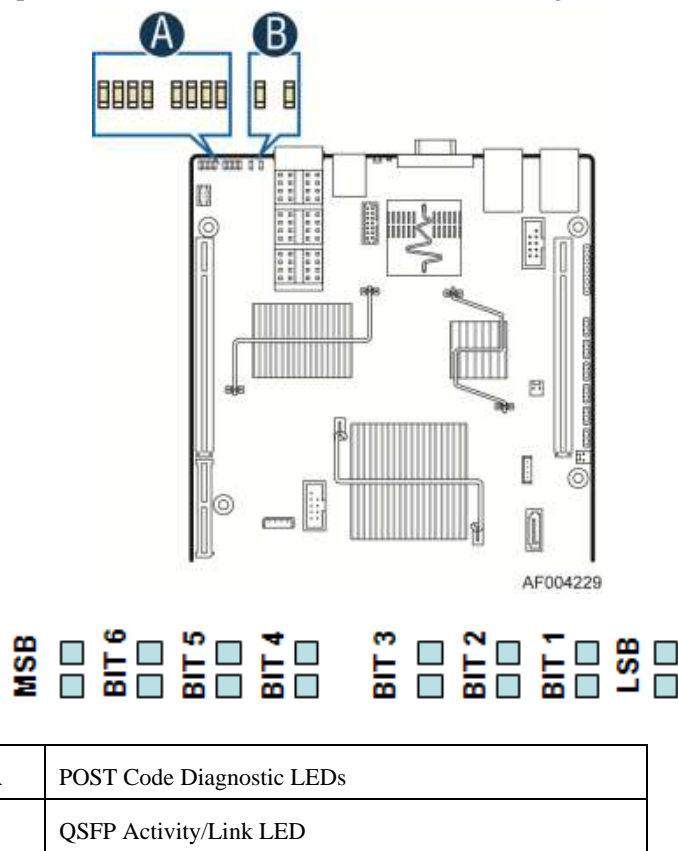 A B
AF004229
MSB BIT 6 BIT 5 BIT 4 BIT 3 BIT 2 BIT 1 LSB
POST Code Diagnostic LEDs
QSFP Activity/Link LED